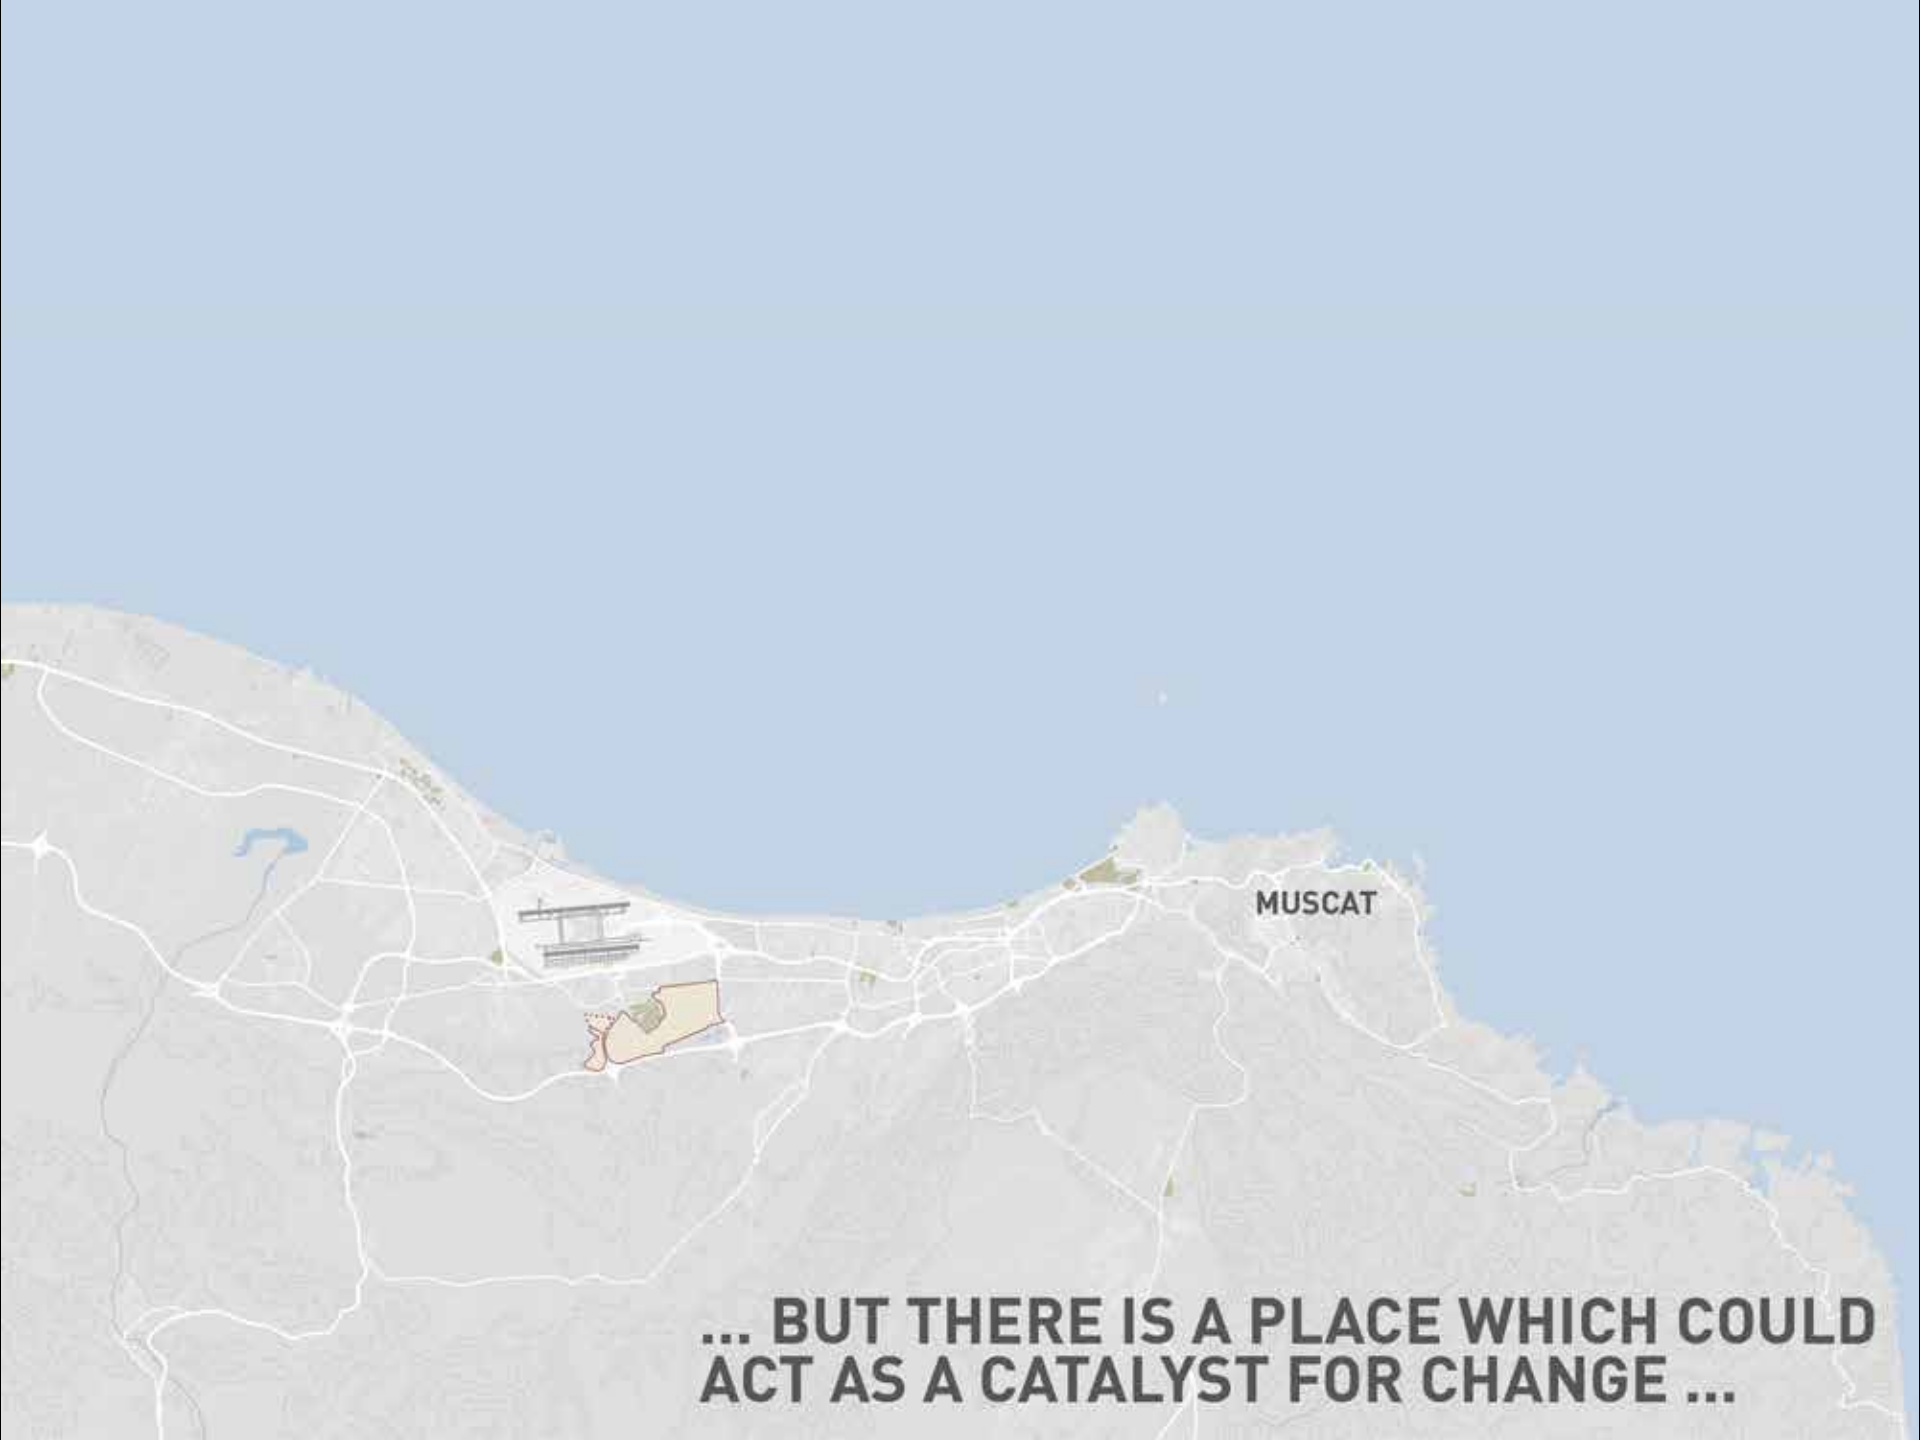 MUSCAT
... BUT THERE IS A PLACE WHICH COULD
ACT AS A CATALYST FOR CHANGE ...